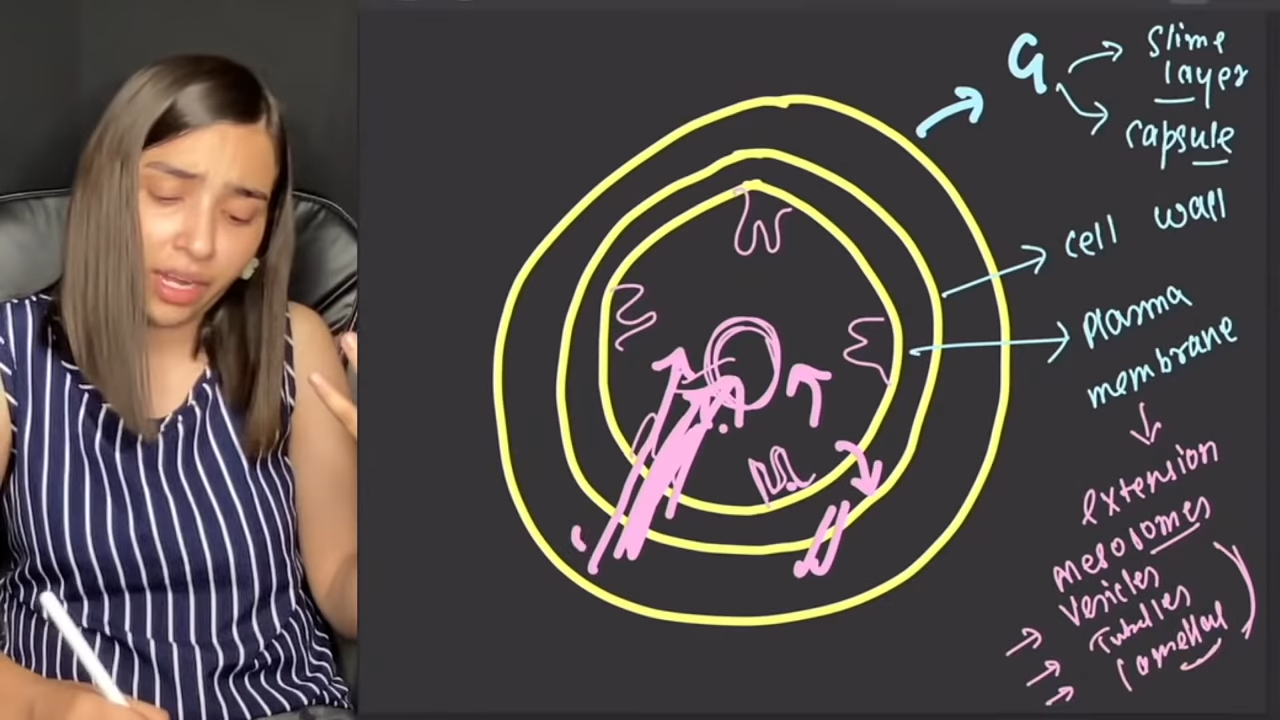 G
slime
layer
capsule
cell wall
Plasma
membrane
extension
mesosomes
vesicles
Tubules
lamellae